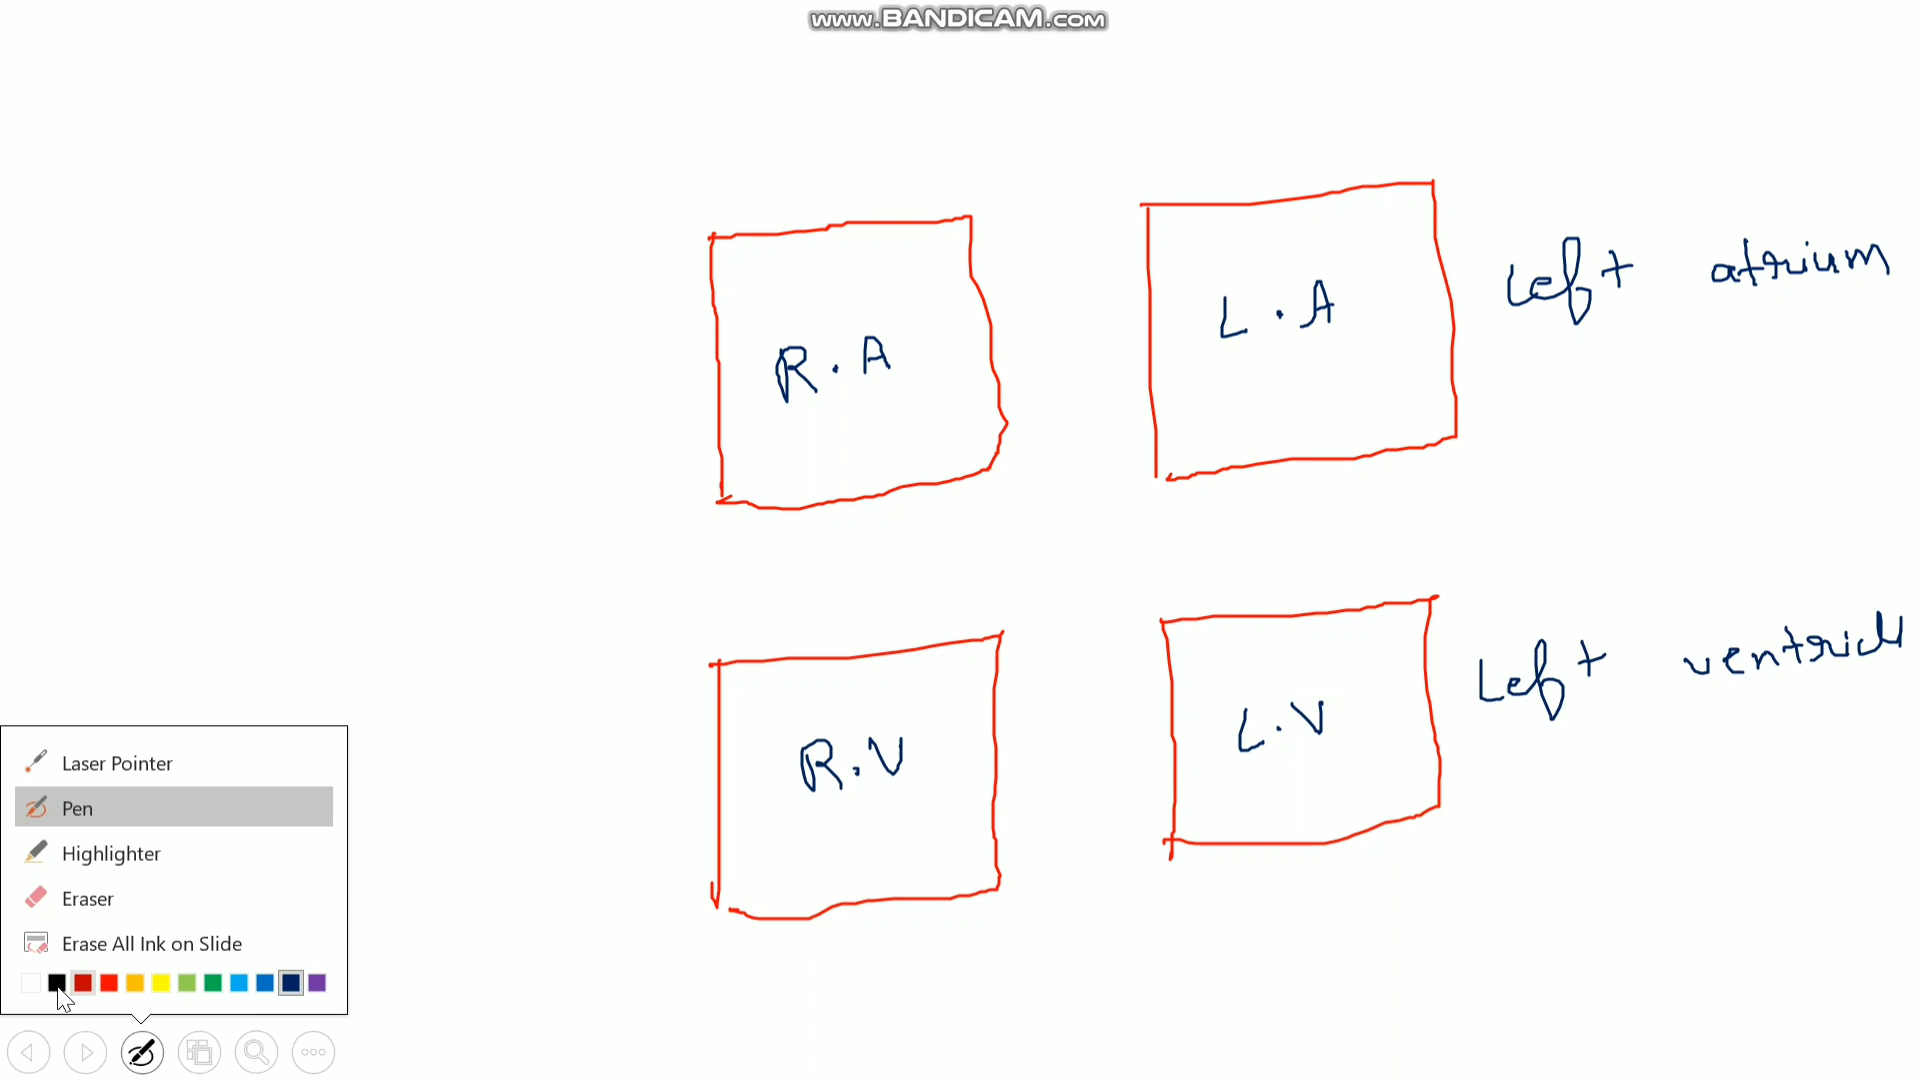 www.BANDICAM.com
L.A
Left atrium
R.A
L.V
Left ventricle
R.V
Laser Pointer
Pen
Highlighter
Eraser
Erase All Ink on Slide